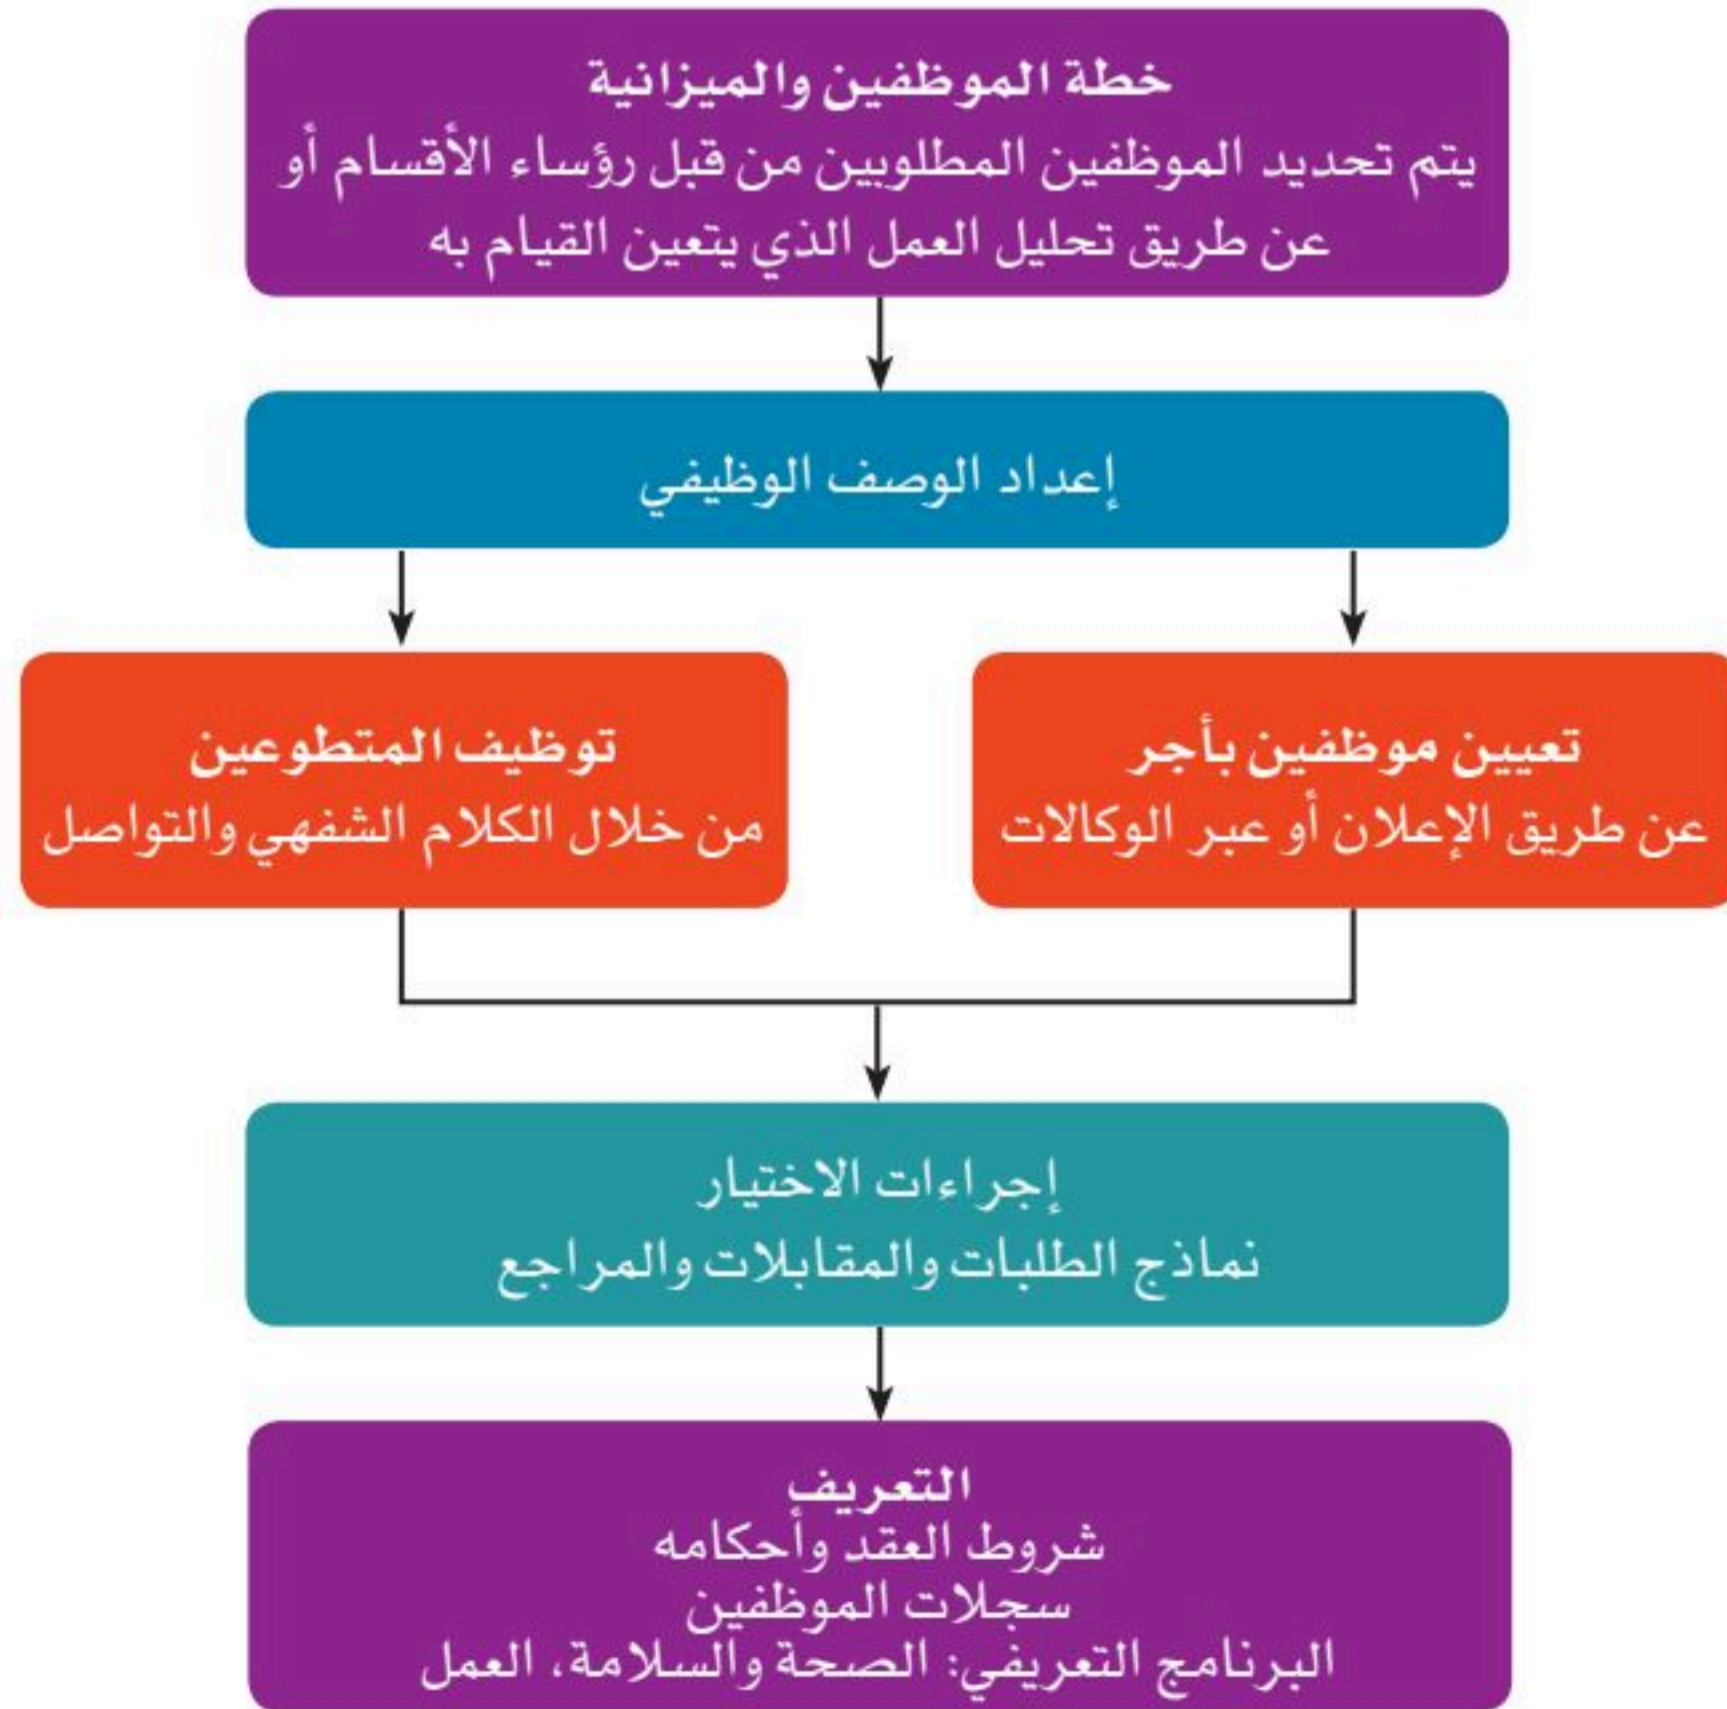 خطة الموظفين والميزانية
يتم تحديد الموظفين المطلوبين من قبل رؤساء الأقسام أو
عن طريق تحليل العمل الذي يتعين القيام به
إعداد الوصف الوظيفي
تعيين موظفين بأجر
عن طريق الإعلان أو عبر الوكالات
توظيف المتطوعين
من خلال الكلام الشفهي والتواصل
إجراءات الاختيار
نماذج الطلبات والمقابلات والمراجع
التعريف
شروط العقد وأحكامه
سجلات الموظفين
البرنامج التعريفي: الصحة والسلامة، العمل